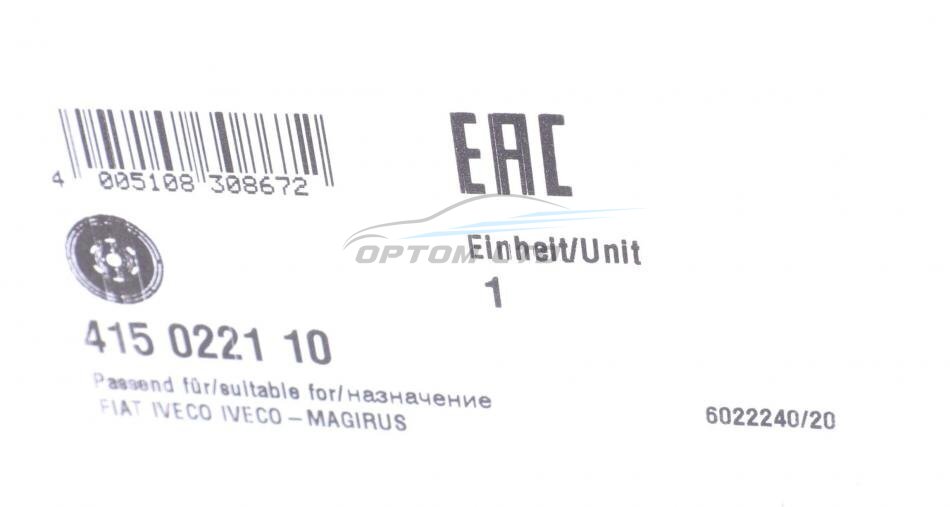 EAC
4 005108 308672
OPTOM
Einheit/Unit
1
415 0221 10
Passend für/suitable for/назначение
FIAT IVECO IVECO-MAGIRUS
6022240/20